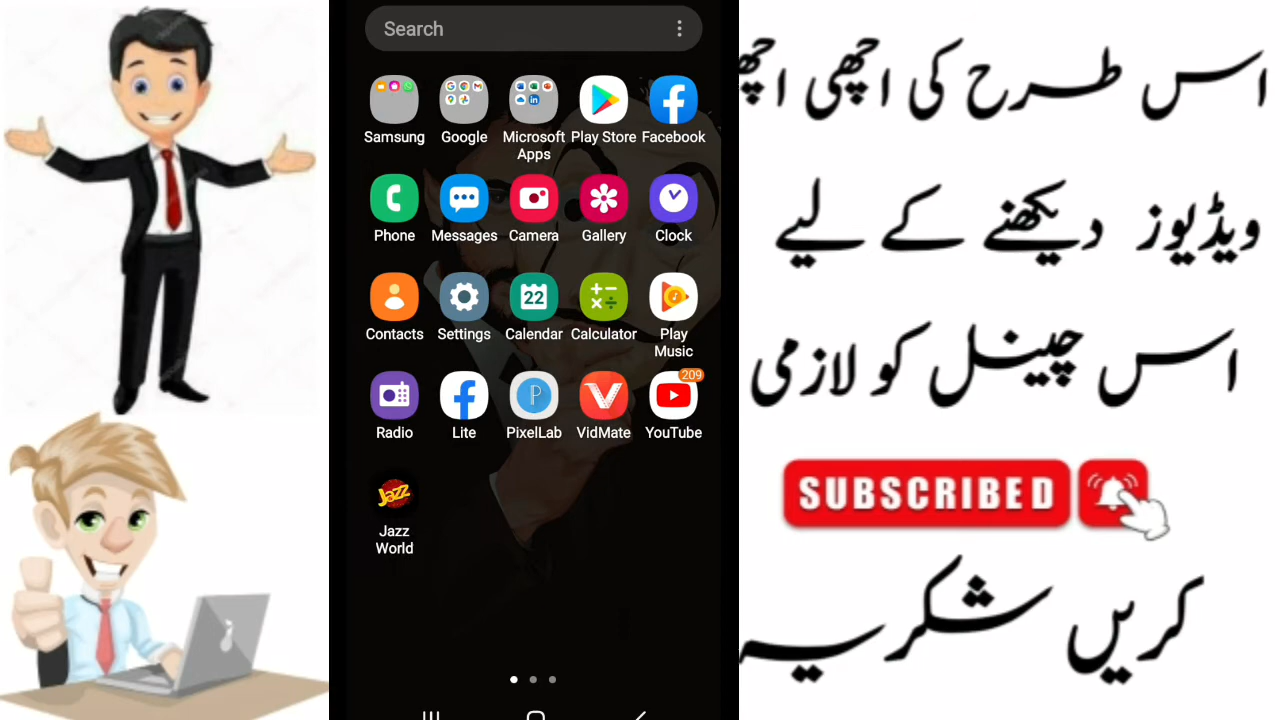 Search
Samsung Google Microsoft Apps Play Store Facebook
Phone Messages Camera Gallery Clock
22
Contacts Settings Calendar Calculator Play Music
209
Radio Lite PixelLab VidMate YouTube
Jazz
Jazz World
اس طرح کی اچھی اچھ
ویڈیوز دیکھنے کے لیے
اس چینل کو لازمی
SUBSCRIBED
کریں شکریہ